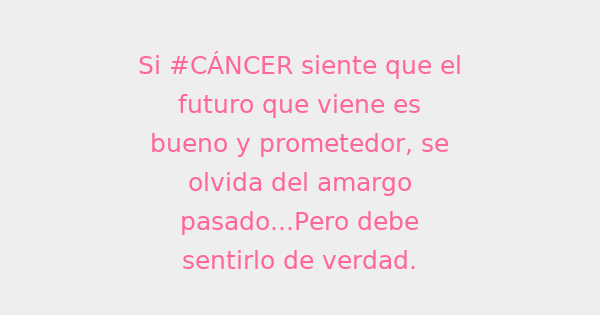 Si #CÁNCER siente que el
futuro que viene es
bueno y prometedor, se
olvida del amargo
pasado...Pero debe
sentirlo de verdad.